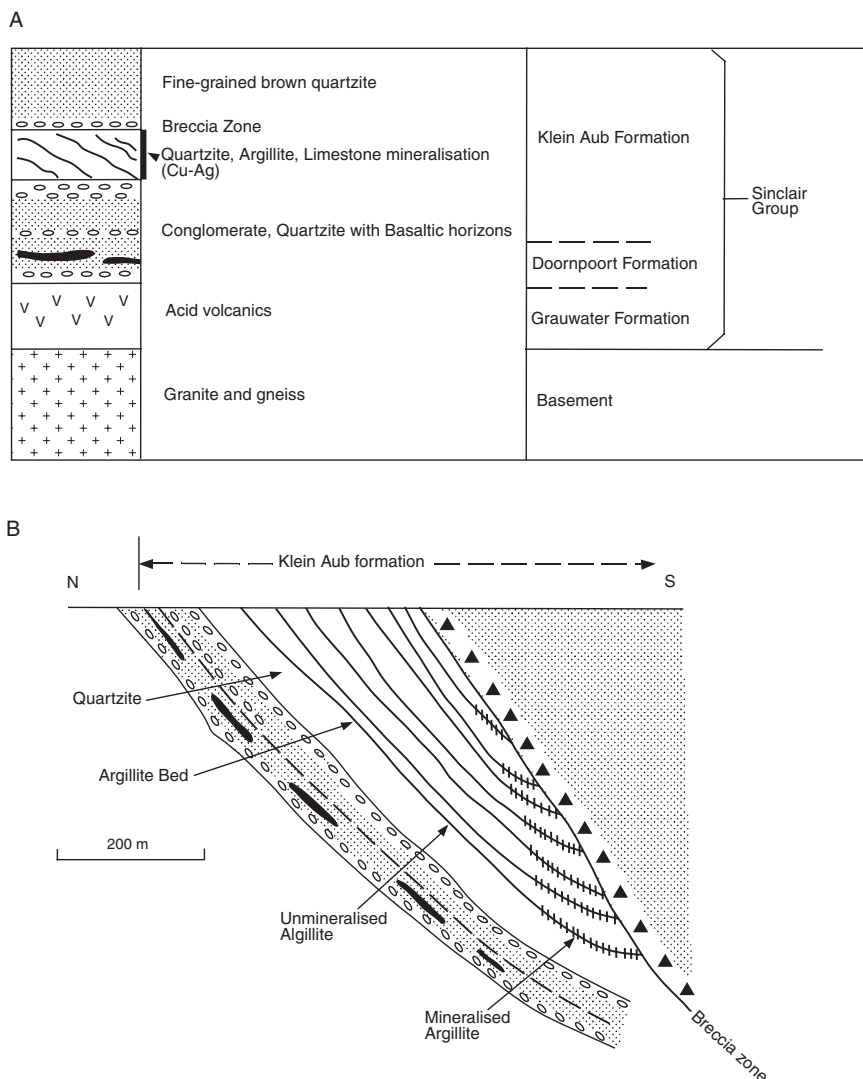 A
Fine-grained brown quartzite
Breccia Zone
Quartzite, Argillite, Limestone mineralisation
(Cu-Ag)
Conglomerate, Quartzite with Basaltic horizons
Acid volcanics
Granite and gneiss
Klein Aub Formation
Doornpoort Formation
Grauwater Formation
Basement
Sinclair
Group
V V V V
V V V V
B
Klein Aub formation
N
S
Quartzite
Argillite Bed
200 m
Unmineralised
Algillite
Mineralised
Argillite
Breccia zone